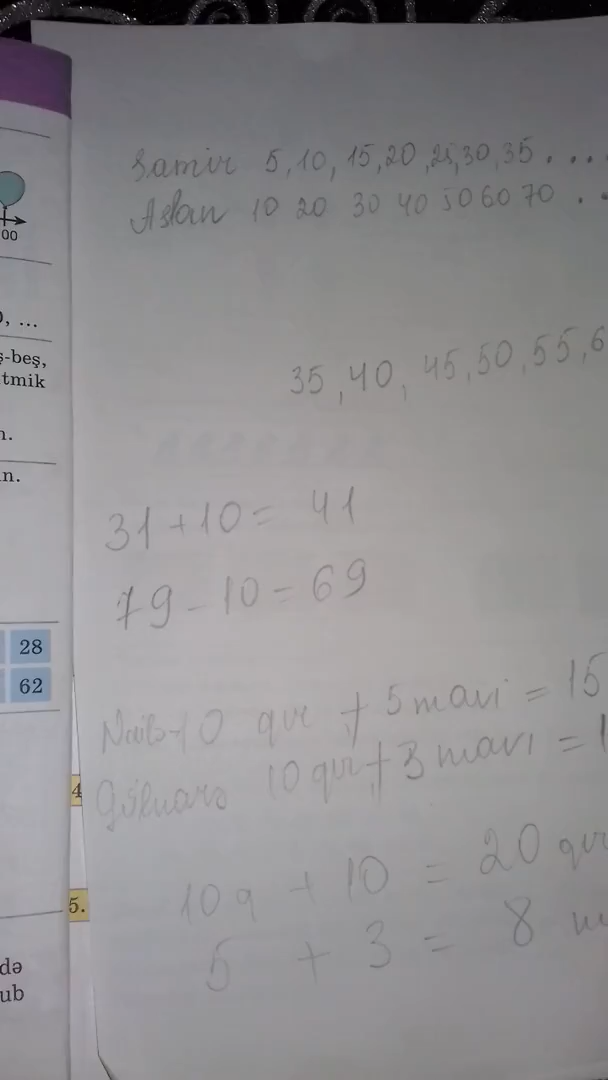 00
, ...
ş-beş,
tmik
n.
n.
28
62
4
5.
də
ub
Samir 5, 10, 15, 20, 25, 30, 35 . . . .
Aslan 10 20 30 40 50 60 70 . .
35, 40, 45, 50, 55, 6
31 + 10 = 41
79 - 10 = 69
10 qır + 5 mavi = 15
10 qır + 3 mavi = 1
10 q + 10 = 20 qır
5 + 3 = 8 m